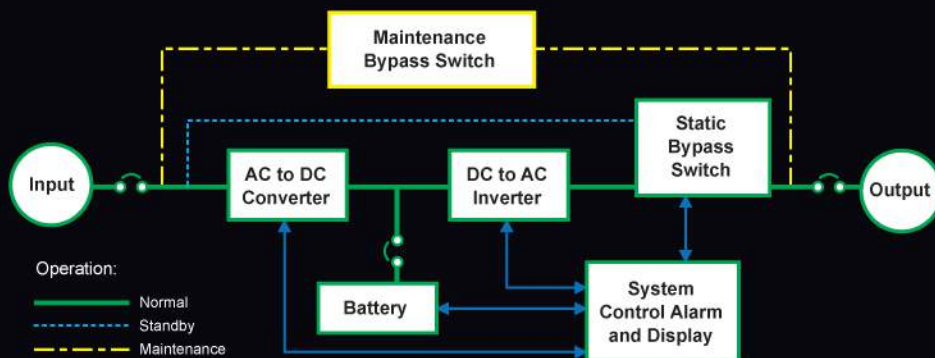 Maintenance
Bypass Switch
Static
Bypass
Switch
Input
AC to DC
Converter
DC to AC
Inverter
Output
Operation:
Normal
Standby
Maintenance
Battery
System
Control Alarm
and Display